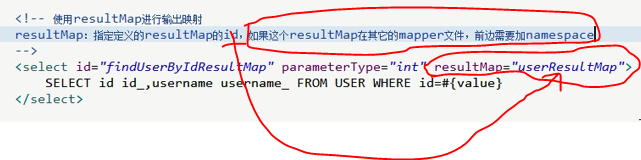 <!-- 使用resultMap进行输出映射
resultMap：指定定义的resultMap的id，如果这个resultMap在其它的mapper文件，前边需要加namespace
-->
<select id="findUserByIdResultMap" parameterType="int" resultMap="userResultMap">
SELECT id id_,username username_ FROM USER WHERE id=#{value}
</select>